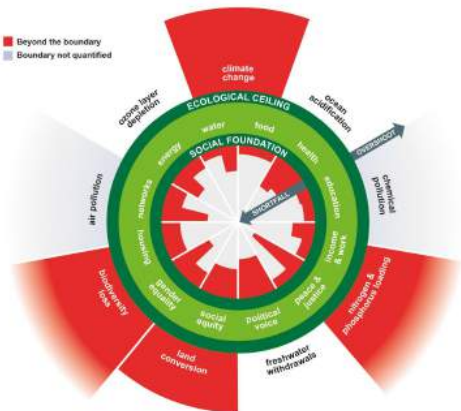 Beyond the boundary
Boundary not quantified
climate
change
ozone layer
depletion
ocean
acidification
ECOLOGICAL CEILING
OVERSHOOT
water
food
energy
health
SOCIAL FOUNDATION
networks
education
SHORTFALL
air pollution
chemical
pollution
housing
income
& work
gender
equality
peace &
justice
social
equity
political
voice
biodiversity
loss
nitrogen &
phosphorus loading
land
conversion
freshwater
withdrawals